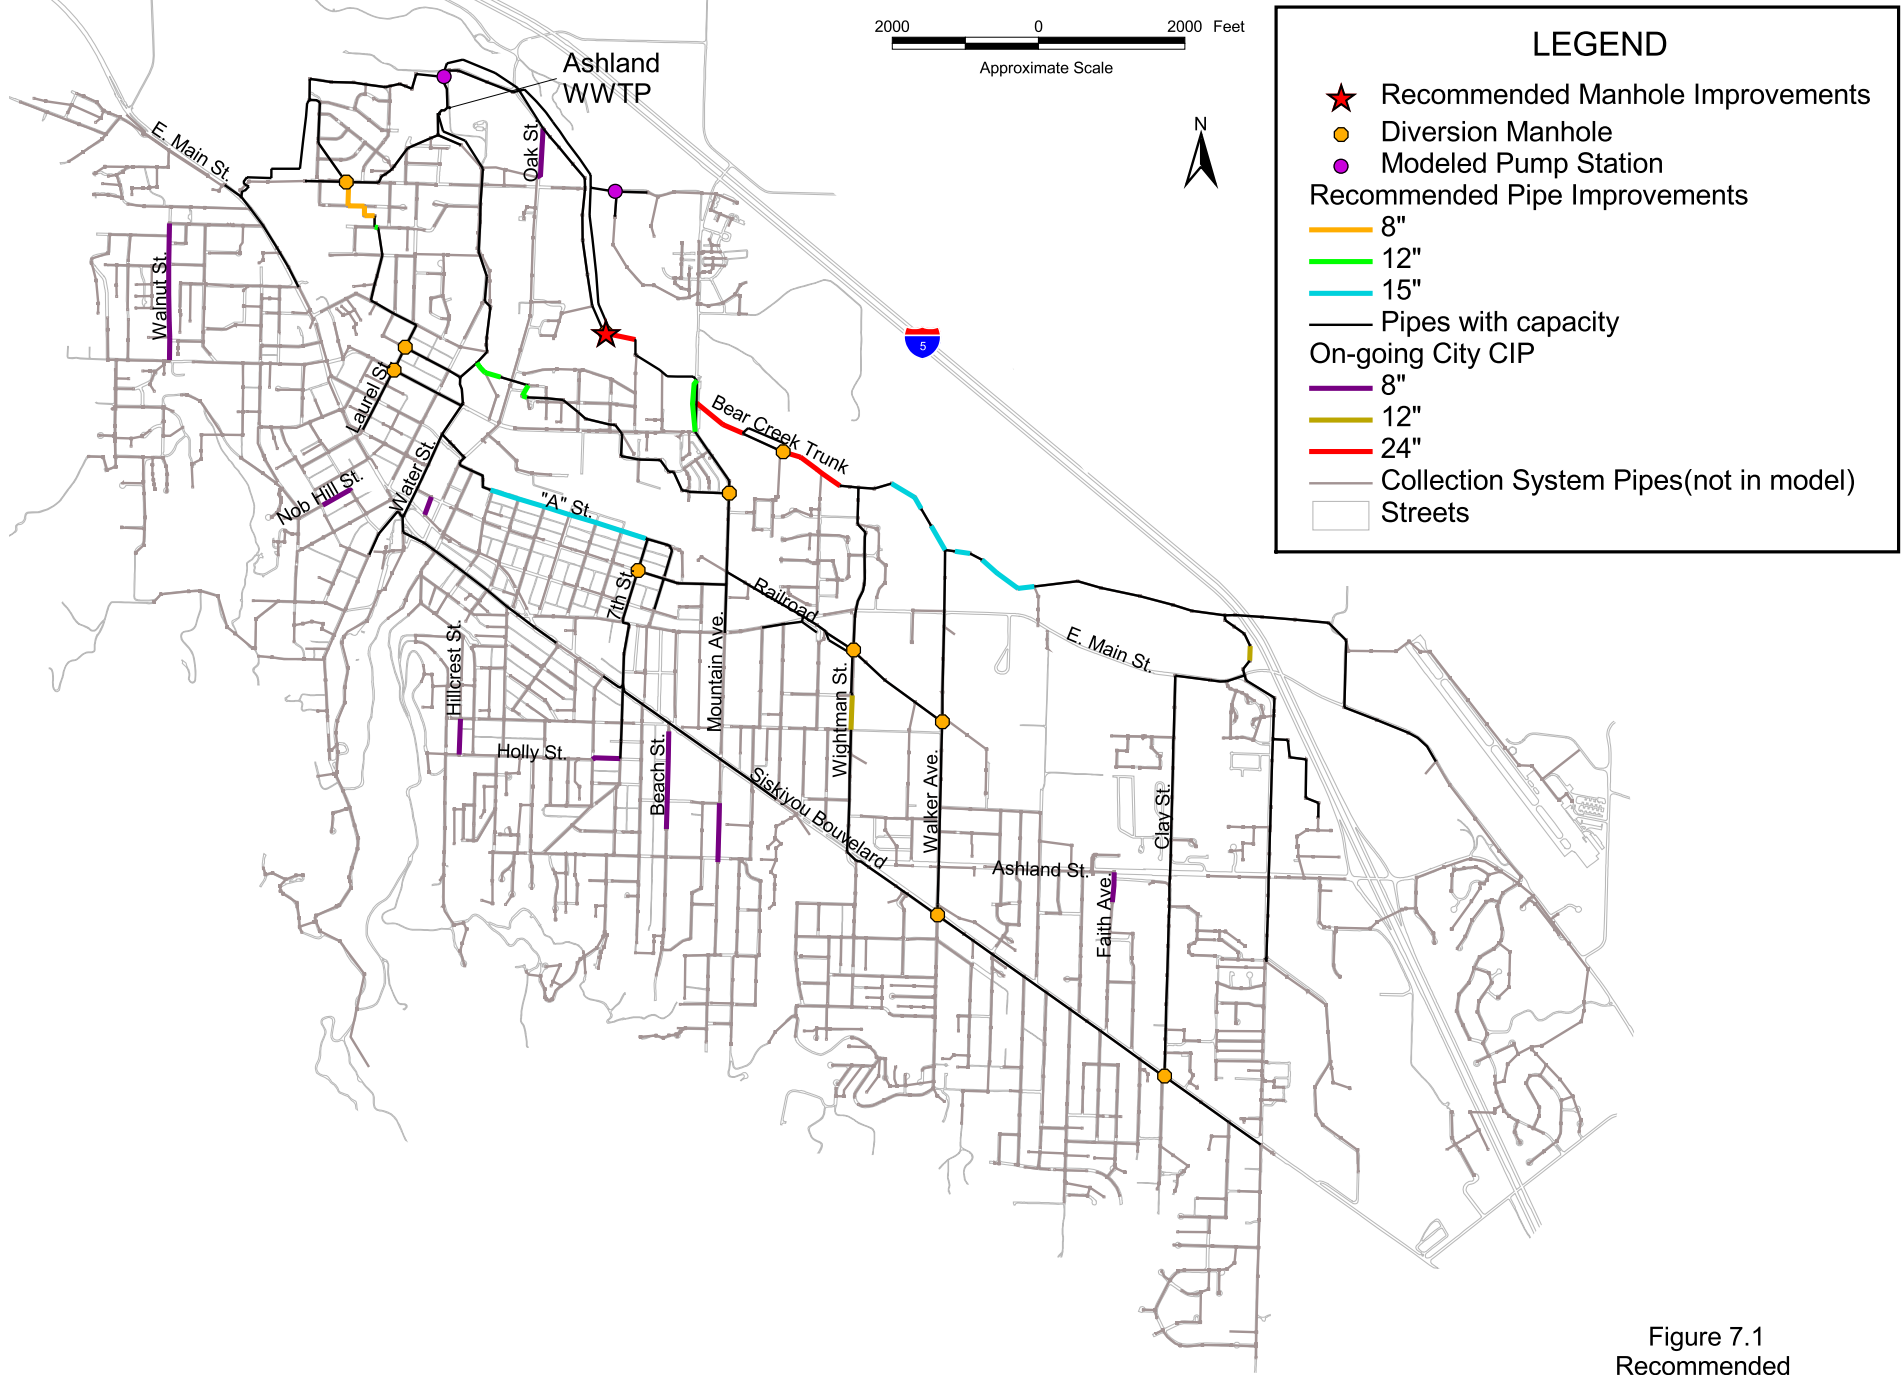 Ashland
WWTP
2000 0 2000 Feet
Approximate Scale
N
LEGEND
Recommended Manhole Improvements
Diversion Manhole
Modeled Pump Station
Recommended Pipe Improvements
8"
12"
15"
Pipes with capacity
On-going City CIP
8"
12"
24"
Collection System Pipes(not in model)
Streets
E. Main St.
Oak St.
Walnut St.
5
Laurel St.
Bear Creek Trunk
Water St.
Nob Hill St.
"A" St.
7th St.
Railroad
Mountain Ave.
E. Main St.
Hillcrest St.
Wightman St.
Holly St.
Beach St.
Siskiyou Bouvelard
Walker Ave.
Clay St.
Ashland St.
Faith Ave.
Figure 7.1
Recommended